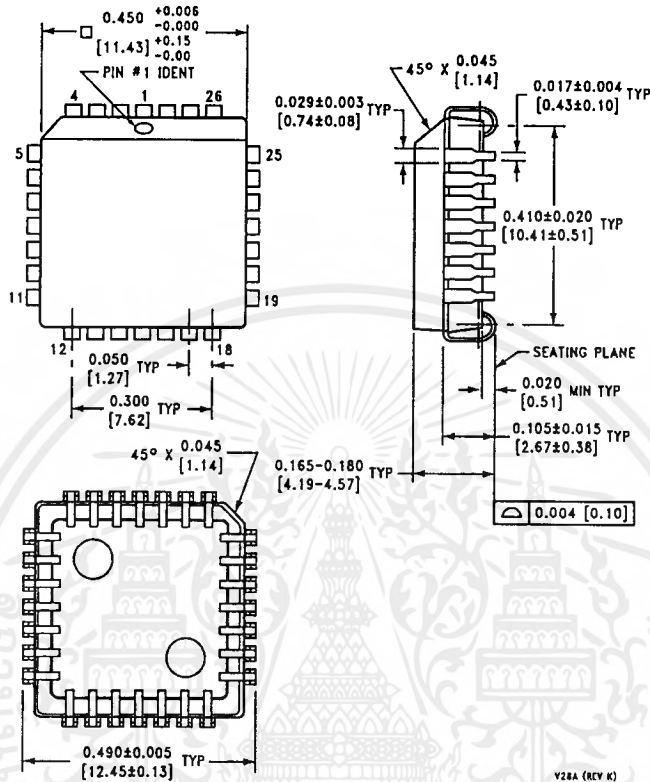 0.450 +0.006 -0.000
[11.43] +0.15 -0.00
PIN #1 IDENT
4 1 26
5 25
11 19
12 18
0.050 TYP
[1.27]
0.300 TYP
[7.62]
45° X 0.045
[1.14]
0.029±0.003 TYP
[0.74±0.08]
0.017±0.004 TYP
[0.43±0.10]
0.410±0.020 TYP
[10.41±0.51]
SEATING PLANE
0.020 MIN TYP
[0.51]
0.105±0.015 TYP
[2.67±0.38]
0.165-0.180 TYP
[4.19-4.57]
0.004 [0.10]
45° X 0.045
[1.14]
0.490±0.005 TYP
[12.45±0.13]
V28A (REV K)